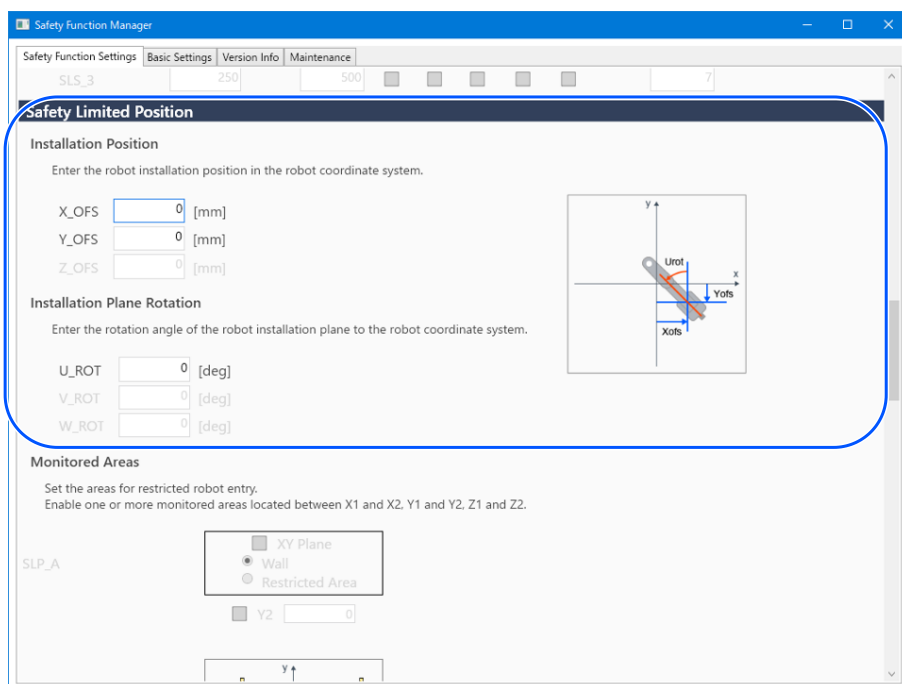 Safety Function Manager
Safety Function Settings Basic Settings Version Info Maintenance
SLS_3 250 500 7
Safety Limited Position
Installation Position
Enter the robot installation position in the robot coordinate system.
X_OFS 0 [mm]
Y_OFS 0 [mm]
Z_OFS 0 [mm]
y
Urot
x
Yofs
Xofs
Installation Plane Rotation
Enter the rotation angle of the robot installation plane to the robot coordinate system.
U_ROT 0 [deg]
V_ROT 0 [deg]
W_ROT 0 [deg]
Monitored Areas
Set the areas for restricted robot entry.
Enable one or more monitored areas located between X1 and X2, Y1 and Y2, Z1 and Z2.
SLP_A
XY Plane
Wall
Restricted Area
Y2 0
y